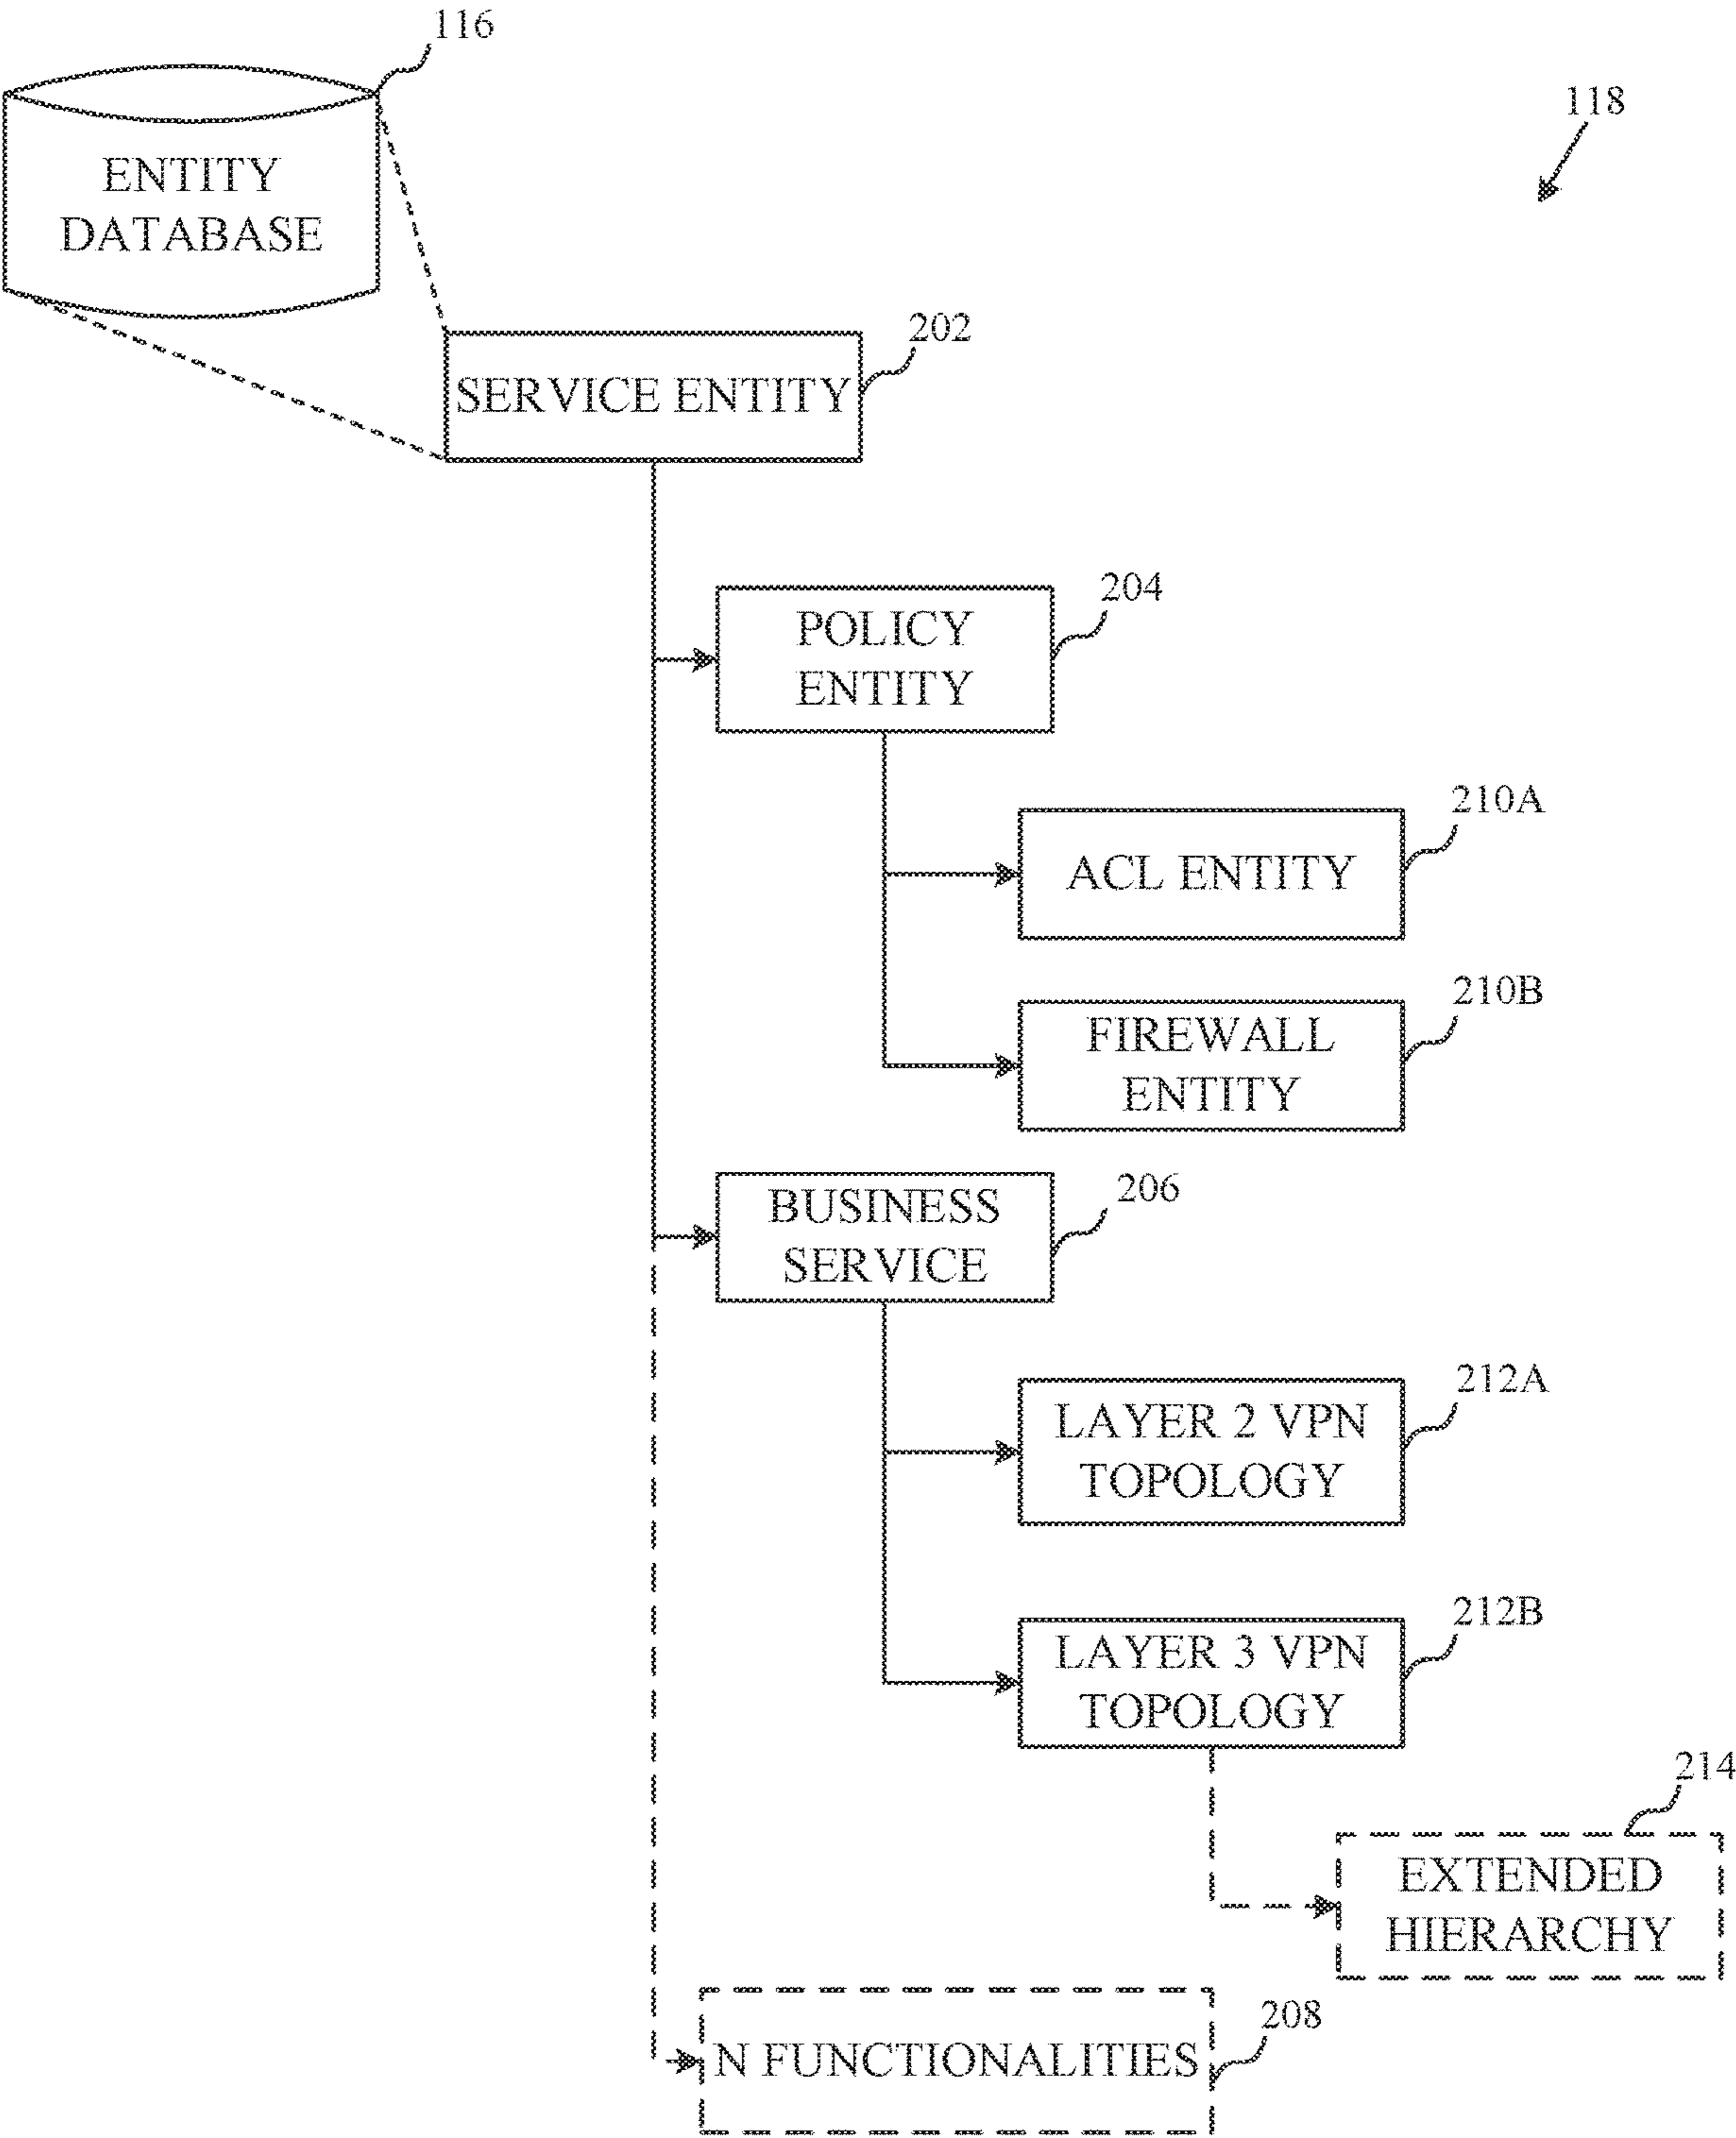 116
118
ENTITY
DATABASE
202
SERVICE ENTITY
204
POLICY
ENTITY
210A
ACL ENTITY
210B
FIREWALL
ENTITY
206
BUSINESS
SERVICE
212A
LAYER 2 VPN
TOPOLOGY
212B
LAYER 3 VPN
TOPOLOGY
214
EXTENDED
HIERARCHY
208
N FUNCTIONALITIES